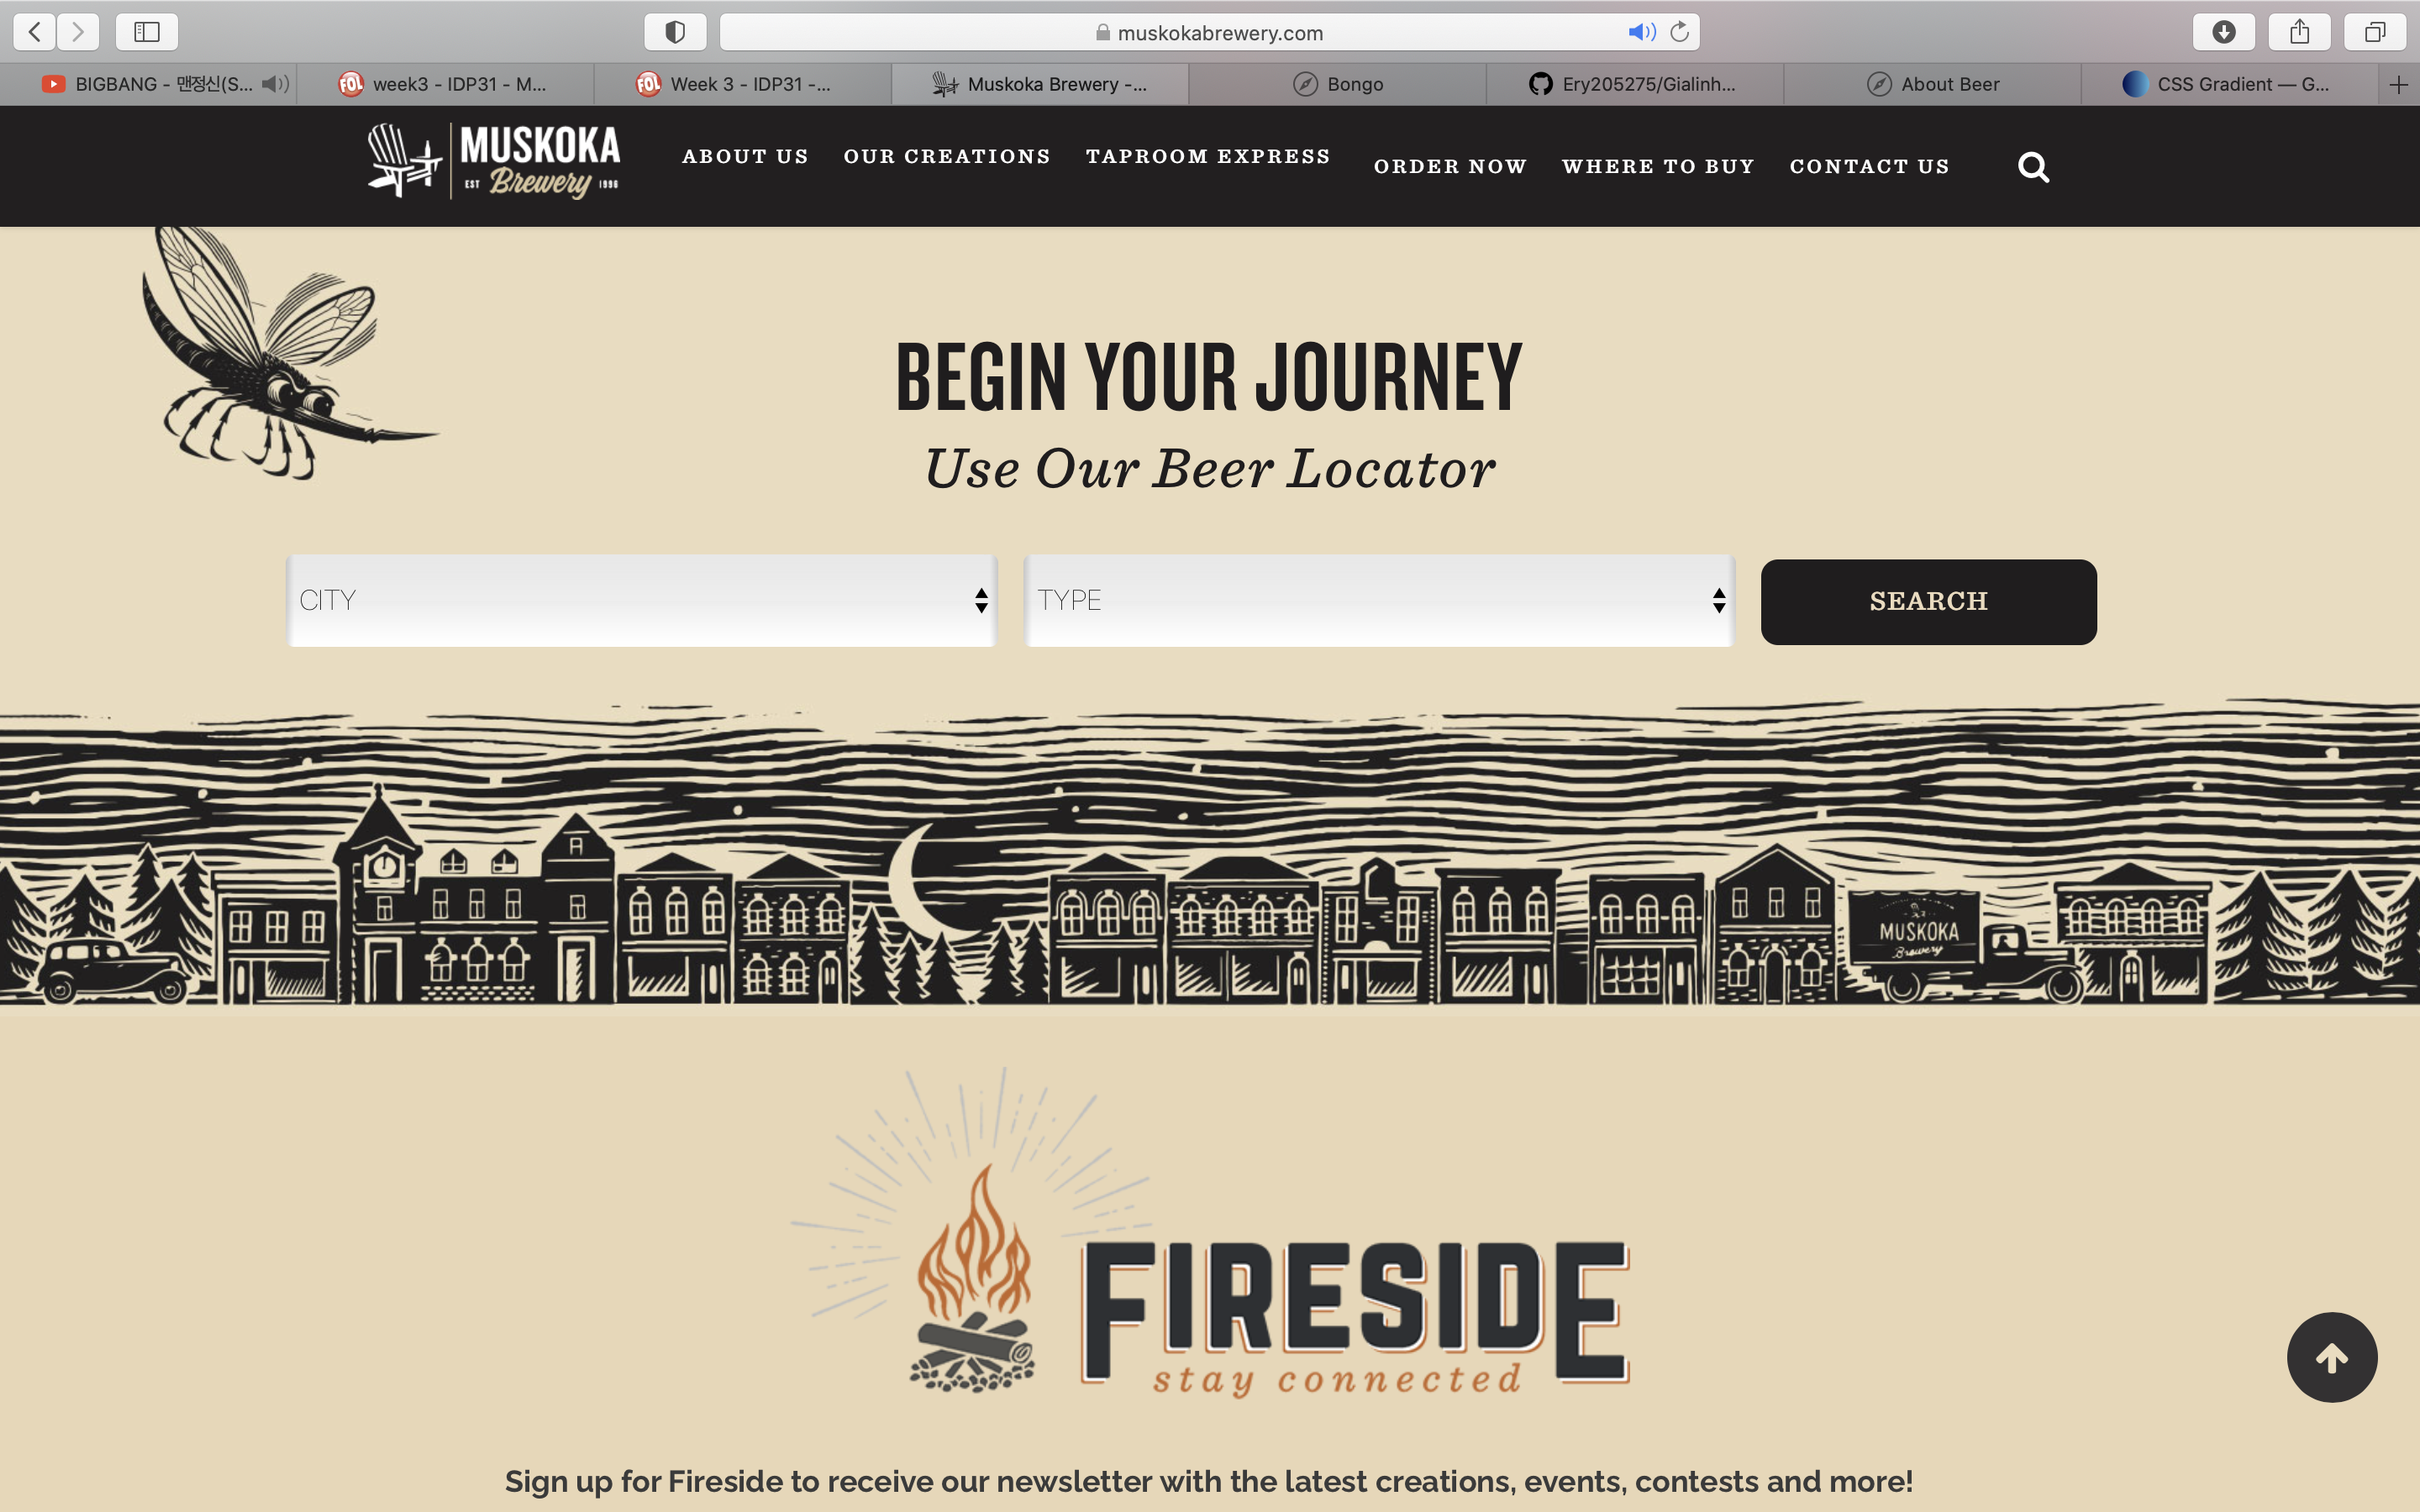 muskokabrewery.com
BIGBANG - 맨정신(S...
week3 - IDP31 - M...
Week 3 - IDP31 -...
Muskoka Brewery -...
Bongo
Ery205275/Gialinh...
About Beer
CSS Gradient — G...
MUSKOKA
EST Brewery 1996
ABOUT US
OUR CREATIONS
TAPROOM EXPRESS
ORDER NOW
WHERE TO BUY
CONTACT US
BEGIN YOUR JOURNEY
Use Our Beer Locator
CITY
TYPE
SEARCH
MUSKOKA
Brewery
FIRESIDE
stay connected
Sign up for Fireside to receive our newsletter with the latest creations, events, contests and more!